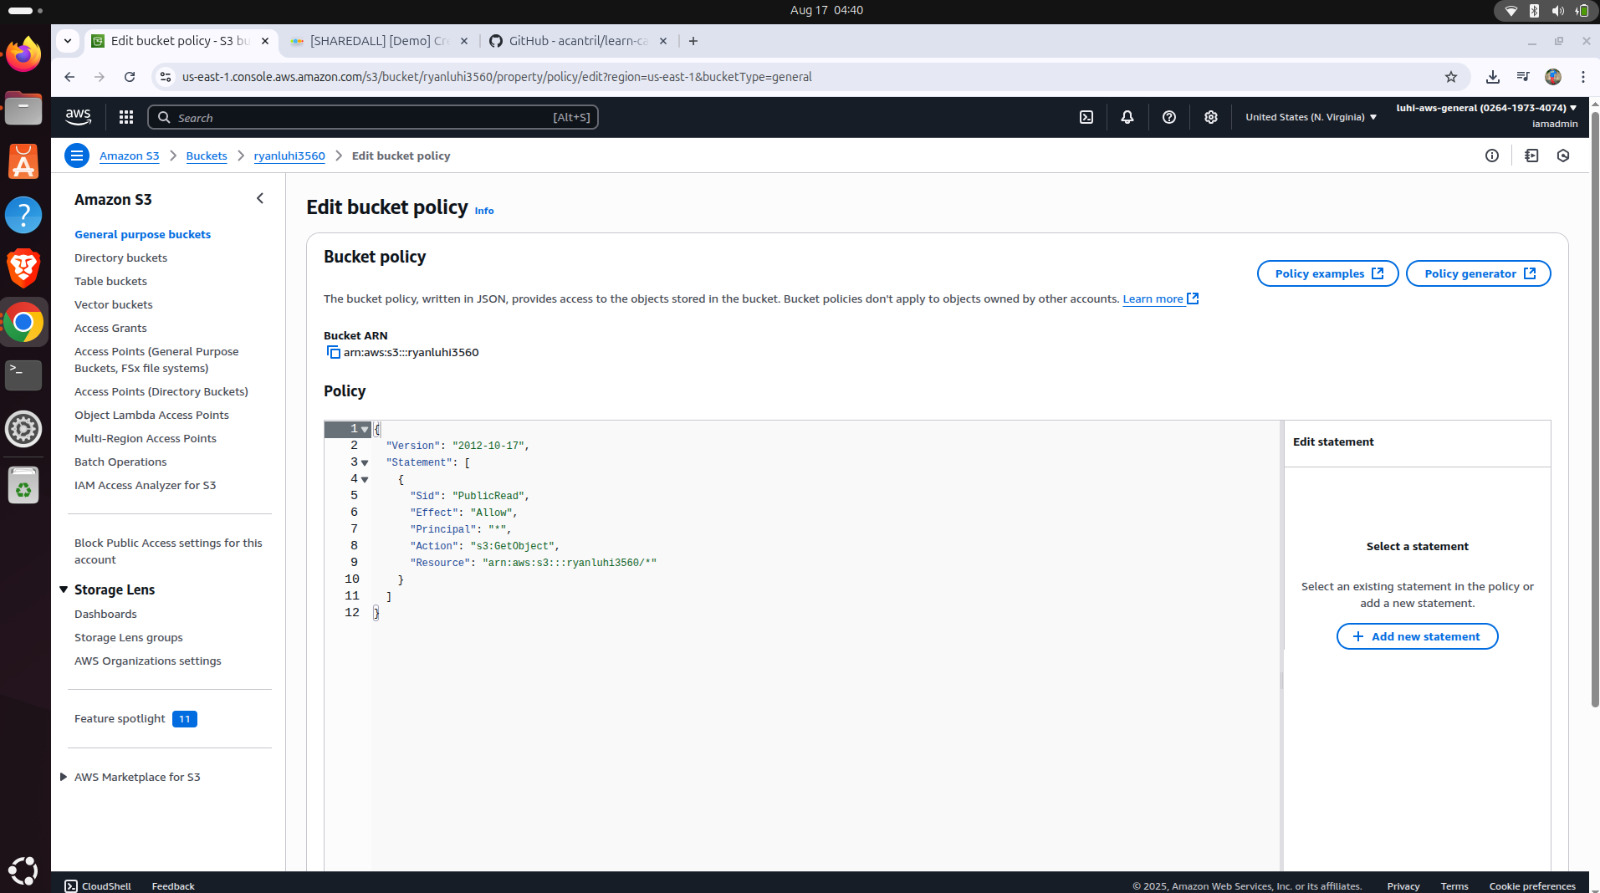 Aug 17 04:40
Edit bucket policy - S3 bu
[SHAREDALL] [Demo] Cr
GitHub - acantril/learn-ca
us-east-1.console.aws.amazon.com/s3/bucket/ryanluhi3560/property/policy/edit?region=us-east-1&bucketType=general
aws
Search
[Alt+S]
United States (N. Virginia)
luhi-aws-general (0264-1973-4074)
iamadmin
Amazon S3
Buckets
ryanluhi3560
Edit bucket policy
Amazon S3
General purpose buckets
Directory buckets
Table buckets
Vector buckets
Access Grants
Access Points (General Purpose
Buckets, FSx file systems)
Access Points (Directory Buckets)
Object Lambda Access Points
Multi-Region Access Points
Batch Operations
IAM Access Analyzer for S3
Block Public Access settings for this
account
Storage Lens
Dashboards
Storage Lens groups
AWS Organizations settings
Feature spotlight 11
AWS Marketplace for S3
Edit bucket policy Info
Bucket policy
Policy examples
Policy generator
The bucket policy, written in JSON, provides access to the objects stored in the bucket. Bucket policies don't apply to objects owned by other accounts. Learn more
Bucket ARN
arn:aws:s3:::ryanluhi3560
Policy
1 {
2 "Version": "2012-10-17",
3 "Statement": [
4 {
5 "Sid": "PublicRead",
6 "Effect": "Allow",
7 "Principal": "*",
8 "Action": "s3:GetObject",
9 "Resource": "arn:aws:s3:::ryanluhi3560/*"
10 }
11 ]
12 }
Edit statement
Select a statement
Select an existing statement in the policy or
add a new statement.
+ Add new statement
CloudShell
Feedback
© 2025, Amazon Web Services, Inc. or its affiliates.
Privacy
Terms
Cookie preferences